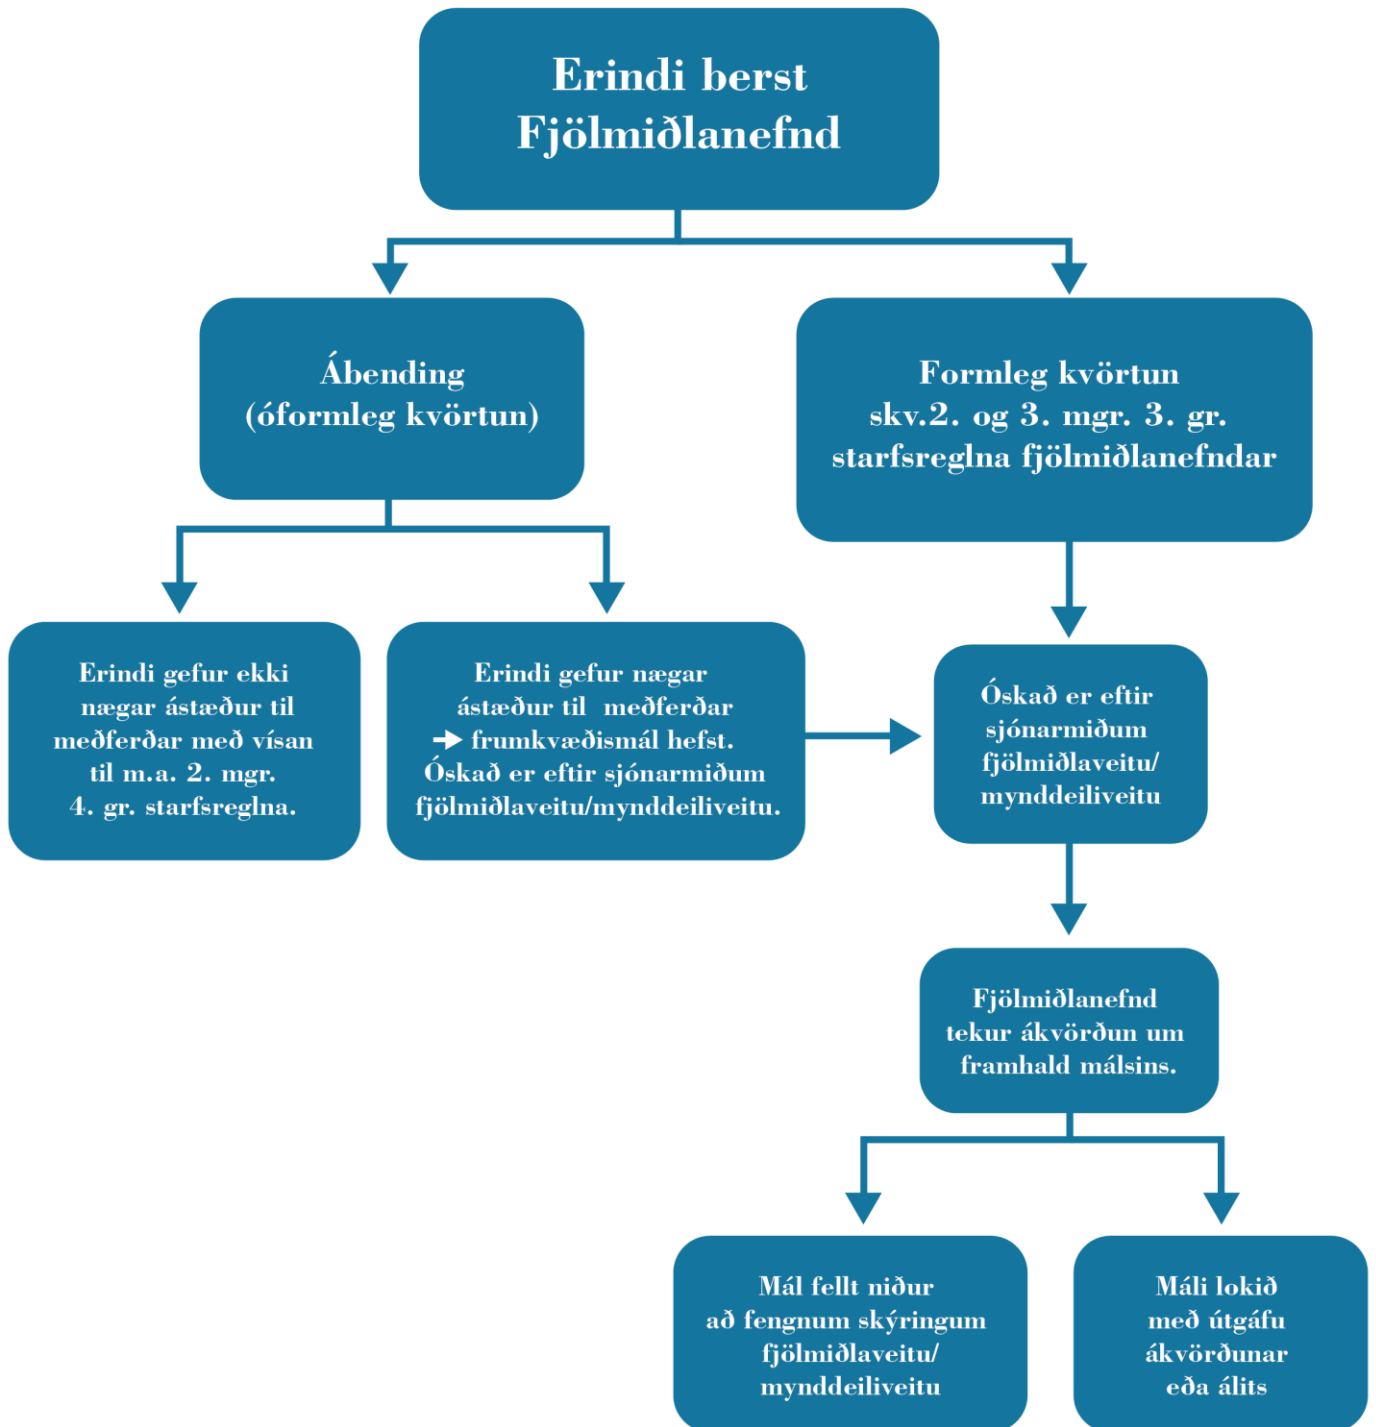 Erindi berst
Fjölmiðlanefnd
Ábending
(óformleg kvörtun)
Formleg kvörtun
skv.2. og 3. mgr. 3. gr.
starfsreglna fjölmiðlanefndar
Erindi gefur ekki
nægar ástæður til
meðferðar með vísan
til m.a. 2. mgr.
4. gr. starfsreglna.
Erindi gefur nægar
ástæður til meðferðar
→ frumkvæðismál hefst.
Óskað er eftir sjónarmiðum
fjölmiðlaveitu/mynddeiliveitu.
Óskað er eftir
sjónarmiðum
fjölmiðlaveitu/
mynddeiliveitu
Fjölmiðlanefnd
tekur ákvörðun um
framhald málsins.
Mál fellt niður
að fengnum skýringum
fjölmiðlaveitu/
mynddeiliveitu
Máli lokið
með útgáfu
ákvörðunar
eða álits